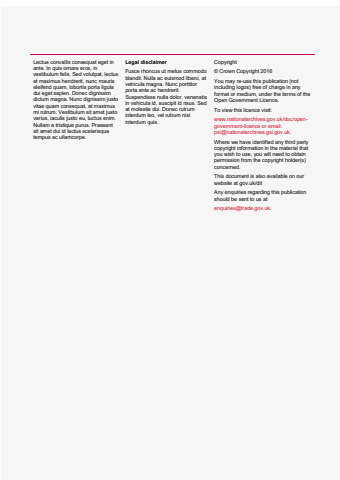 Lectus convallis consequat eget in
ante. In quis ornare eros, in
vestibulum felis. Sed volutpat, lectus
et maximus hendrerit, nunc mauris
eleifend quam, lobortis porta ligula
dui eget sapien. Donec dignissim
dictum magna. Nunc dignissim justo
vitae quam consequat, at maximus
mi rutrum. Vestibulum sit amet justo
varius, iaculis justo eu, luctus enim.
Nullam a tristique purus. Praesent
sit amet dui id lectus scelerisque
tempus ac ullamcorpe.
Legal disclaimer
Fusce rhoncus ut metus commodo
blandit. Nulla ac euismod libero, at
vehicula magna. Nunc porttitor
porta ante ac hendrerit.
Suspendisse nulla dolor, venenatis
in vehicula id, suscipit id risus. Sed
at molestie dui. Donec rutrum
interdum leo, vel rutrum nisi
interdum quis.
Copyright
© Crown Copyright 2016
You may re-use this publication (not
including logos) free of charge in any
format or medium, under the terms of the
Open Government Licence.
To view this licence visit:
www.nationalarchives.gov.uk/doc/open-
government-licence or email:
psi@nationalarchives.gsi.gov.uk.
Where we have identified any third party
copyright information in the material that
you wish to use, you will need to obtain
permission from the copyright holder(s)
concerned.
This document is also available on our
website at gov.uk/dit
Any enquiries regarding this publication
should be sent to us at
enquiries@trade.gov.uk.